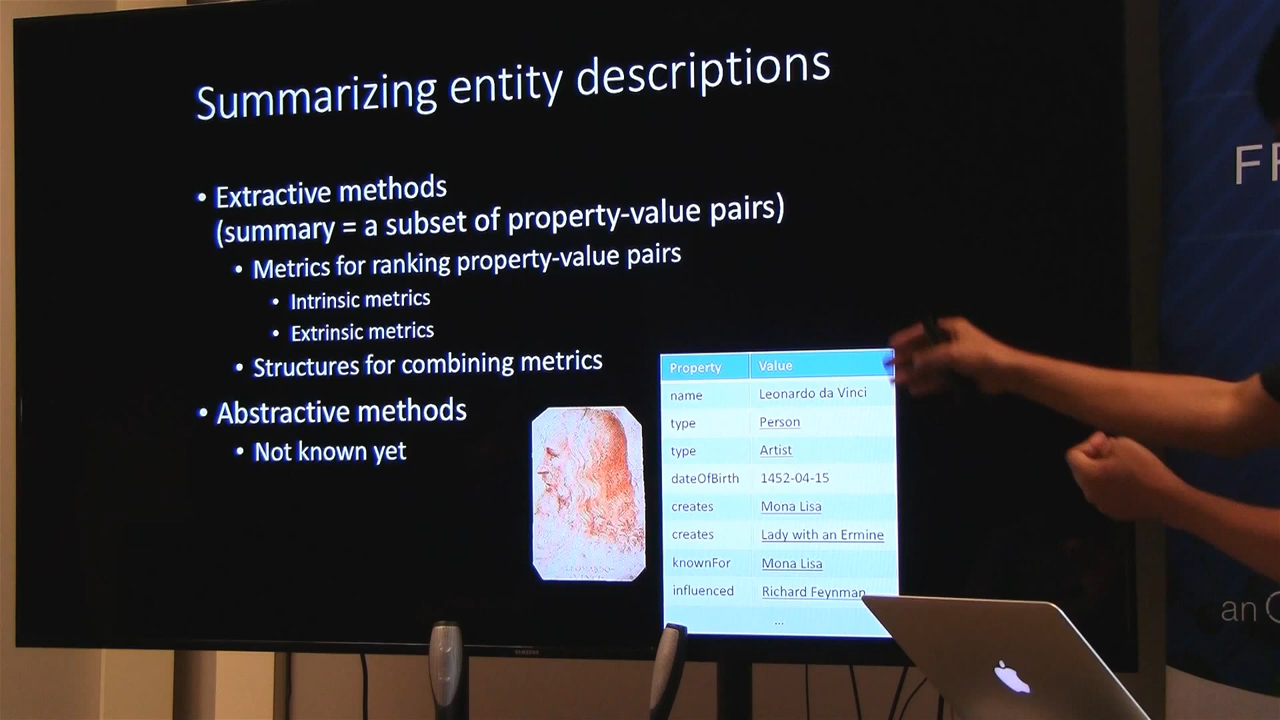 Summarizing entity descriptions
• Extractive methods
(summary = a subset of property-value pairs)
• Metrics for ranking property-value pairs
• Intrinsic metrics
• Extrinsic metrics
• Structures for combining metrics
• Abstractive methods
• Not known yet
Property Value
name Leonardo da Vinci
type Person
type Artist
dateOfBirth 1452-04-15
creates Mona Lisa
creates Lady with an Ermine
knownFor Mona Lisa
influenced Richard Feynman
...
SAMSUNG
an